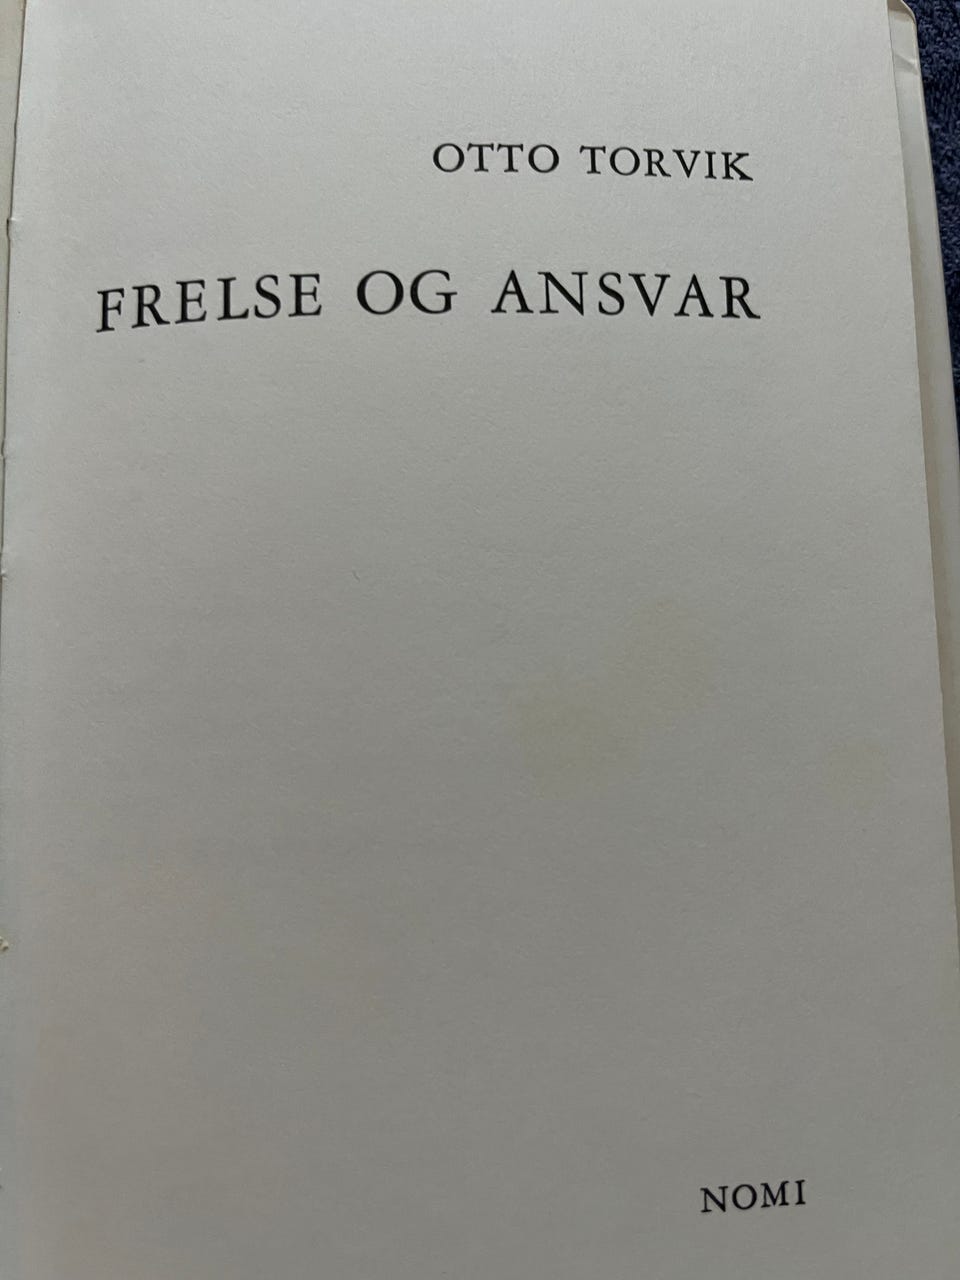 OTTO TORVIK
FRELSE OG ANSVAR
NOMI